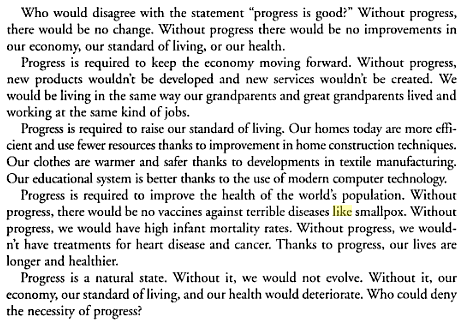 Who would disagree with the statement “progress is good?” Without progress,
there would be no change. Without progress there would be no improvements in
our economy, our standard of living, or our health.
Progress is required to keep the economy moving forward. Without progress,
new products wouldn’t be developed and new services wouldn’t be created. We
would be living in the same way our grandparents and great grandparents lived and
working at the same kind of jobs.
Progress is required to raise our standard of living. Our homes today are more effi-
cient and use fewer resources thanks to improvement in home construction techniques.
Our clothes are warmer and safer thanks to developments in textile manufacturing.
Our educational system is better thanks to the use of modern computer technology.
Progress is required to improve the health of the world’s population. Without
progress, there would be no vaccines against terrible diseases like smallpox. Without
progress, we would have high infant mortality rates. Without progress, we would-
n’t have treatments for heart disease and cancer. Thanks to progress, our lives are
longer and healthier.
Progress is a natural state. Without it, we would not evolve. Without it, our
economy, our standard of living, and our health would deteriorate. Who could deny
the necessity of progress?